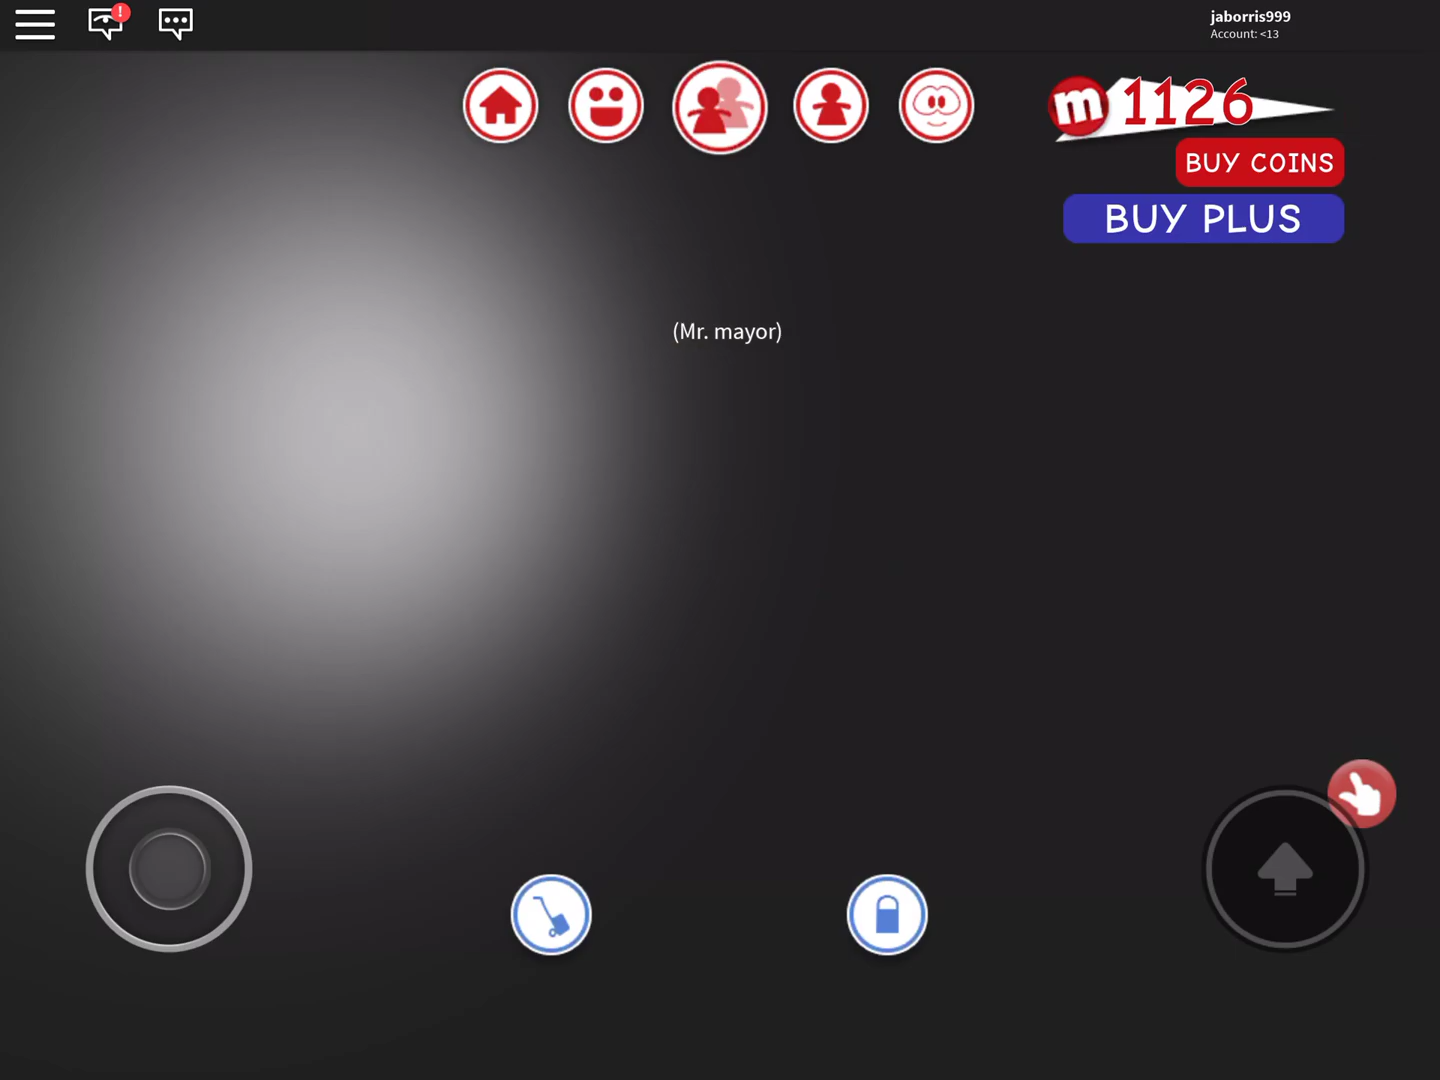 jaborris999
Account: <13
!
m 1126
BUY COINS
BUY PLUS
(Mr. mayor)